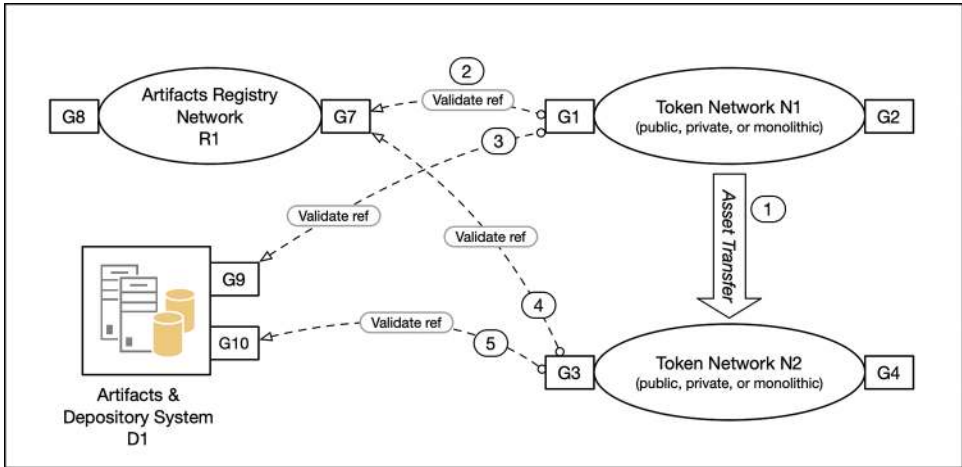 2
Artifacts Registry
Network
R1
G8
G7
Validate ref
G1
Token Network N1
(public, private, or monolithic)
G2
3
Asset Transfer
1
Validate ref
Validate ref
G9
4
G10
Validate ref
5
G3
Token Network N2
(public, private, or monolithic)
G4
Artifacts &
Depository System
D1